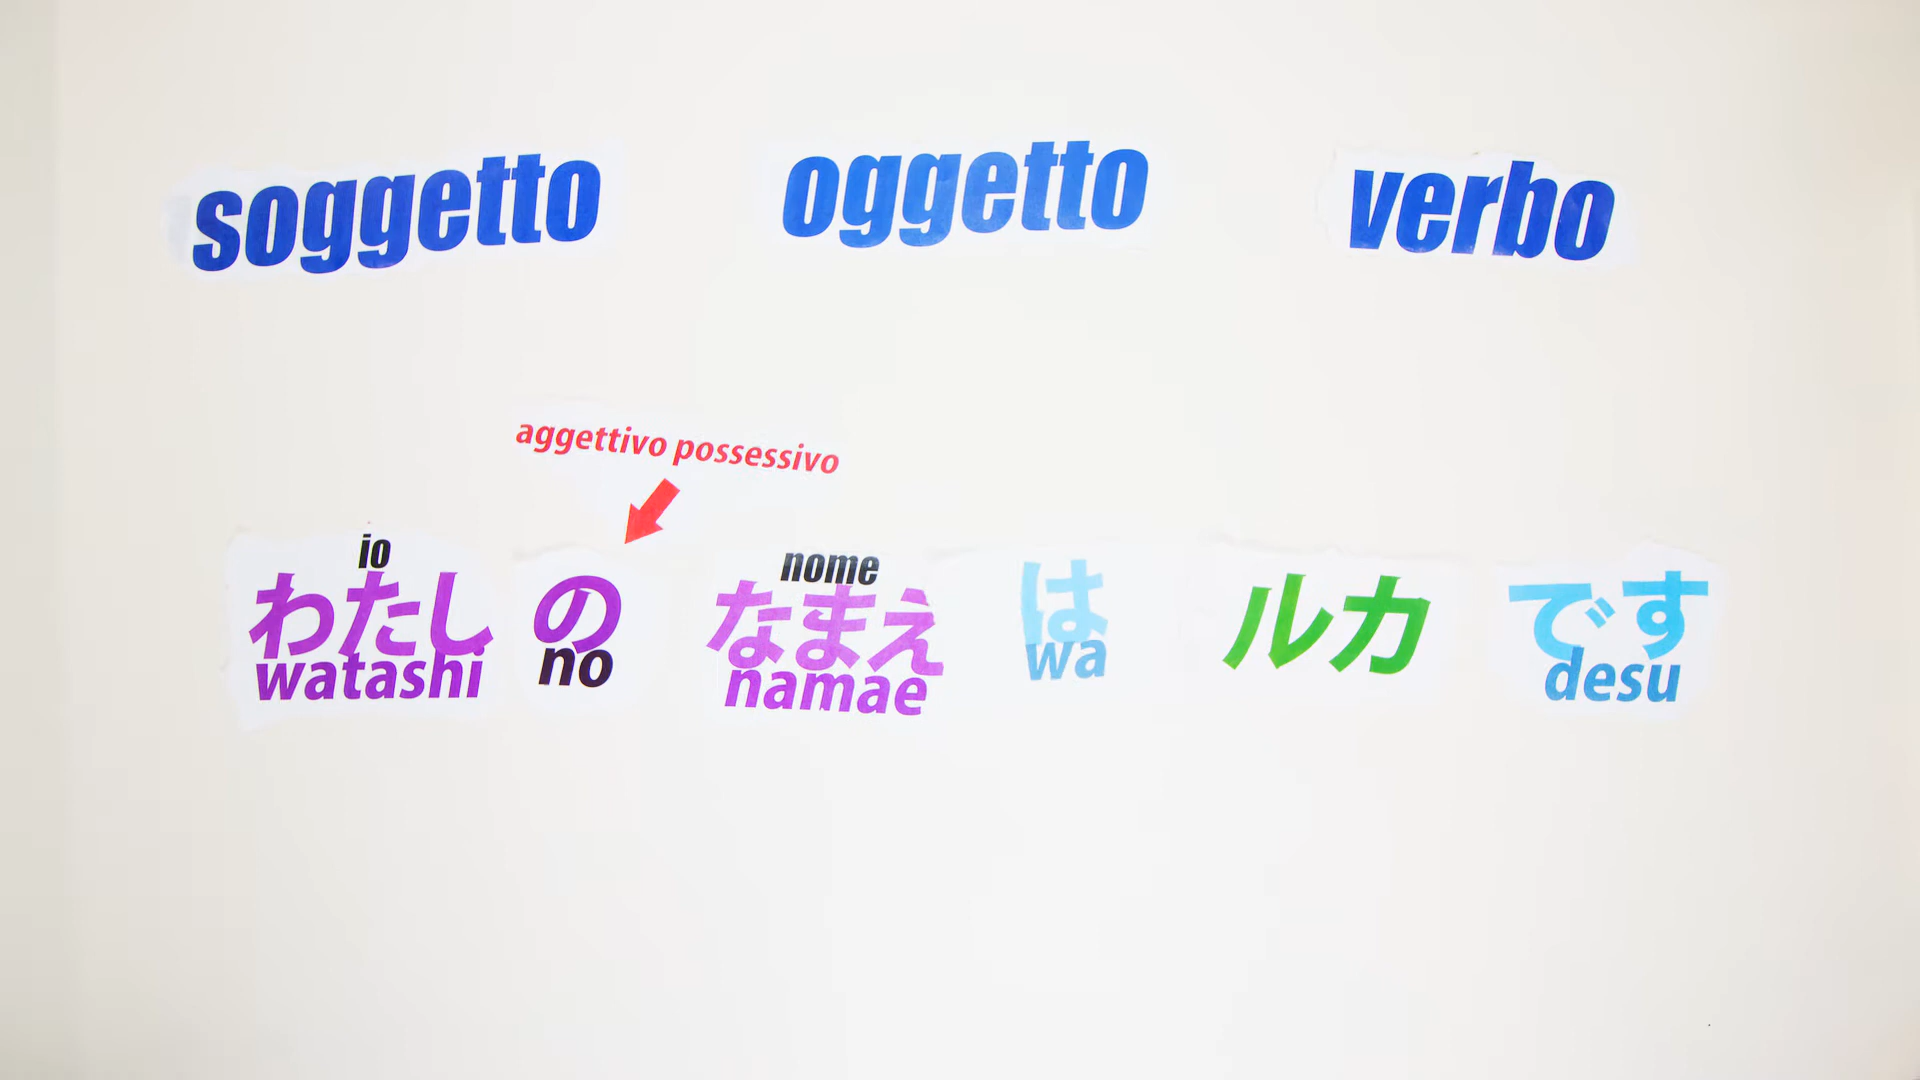 soggetto oggetto verbo
aggettivo possessivo
io nome
わたし の なまえ は ルカ です
watashi no namae wa desu